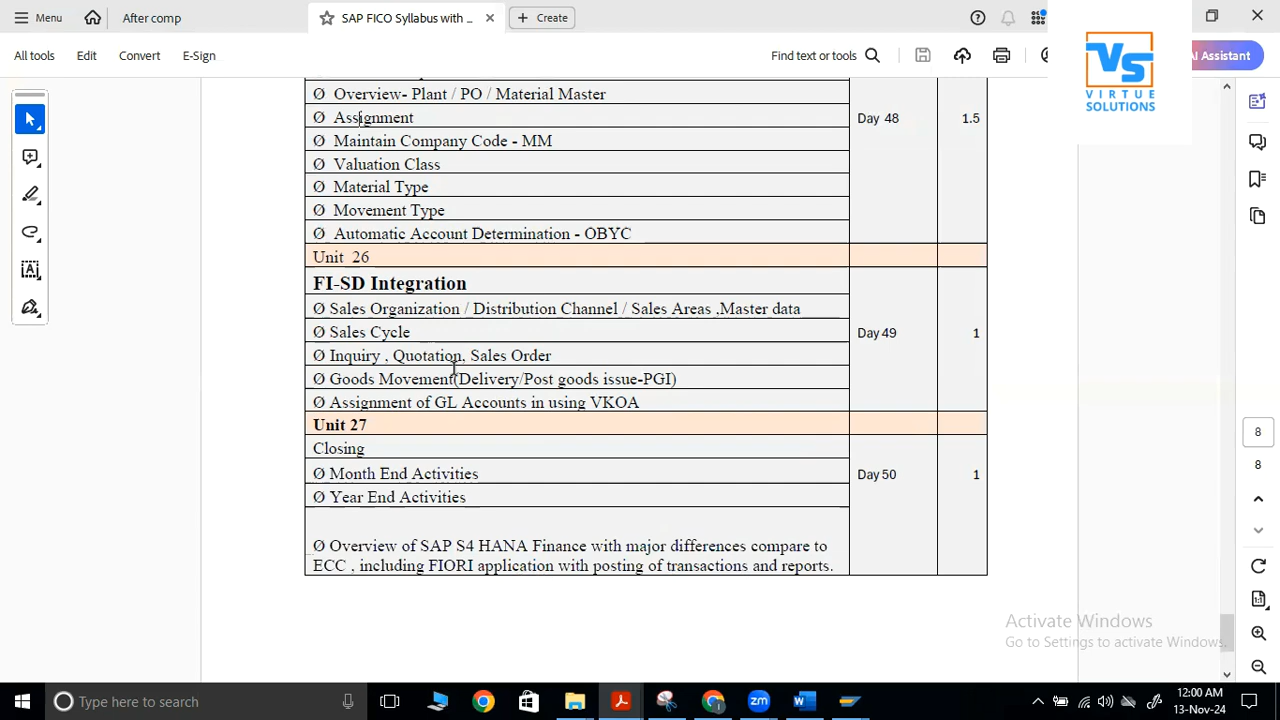 Menu
After comp
SAP FICO Syllabus with ...
Create
All tools
Edit
Convert
E-Sign
Find text or tools
AI Assistant
VS
VIRTUE
SOLUTIONS
Ø Overview- Plant / PO / Material Master
Ø Assignment
Day 48
1.5
Ø Maintain Company Code - MM
Ø Valuation Class
Ø Material Type
Ø Movement Type
Ø Automatic Account Determination - OBYC
Unit 26
FI-SD Integration
Ø Sales Organization / Distribution Channel / Sales Areas ,Master data
Ø Sales Cycle
Day 49
1
Ø Inquiry , Quotation, Sales Order
Ø Goods Movement(Delivery/Post goods issue-PGI)
Ø Assignment of GL Accounts in using VKOA
Unit 27
Closing
Ø Month End Activities
Day 50
1
Ø Year End Activities
Ø Overview of SAP S4 HANA Finance with major differences compare to
ECC , including FIORI application with posting of transactions and reports.
8
8
Activate Windows
Go to Settings to activate Windows.
Type here to search
12:00 AM
13-Nov-24